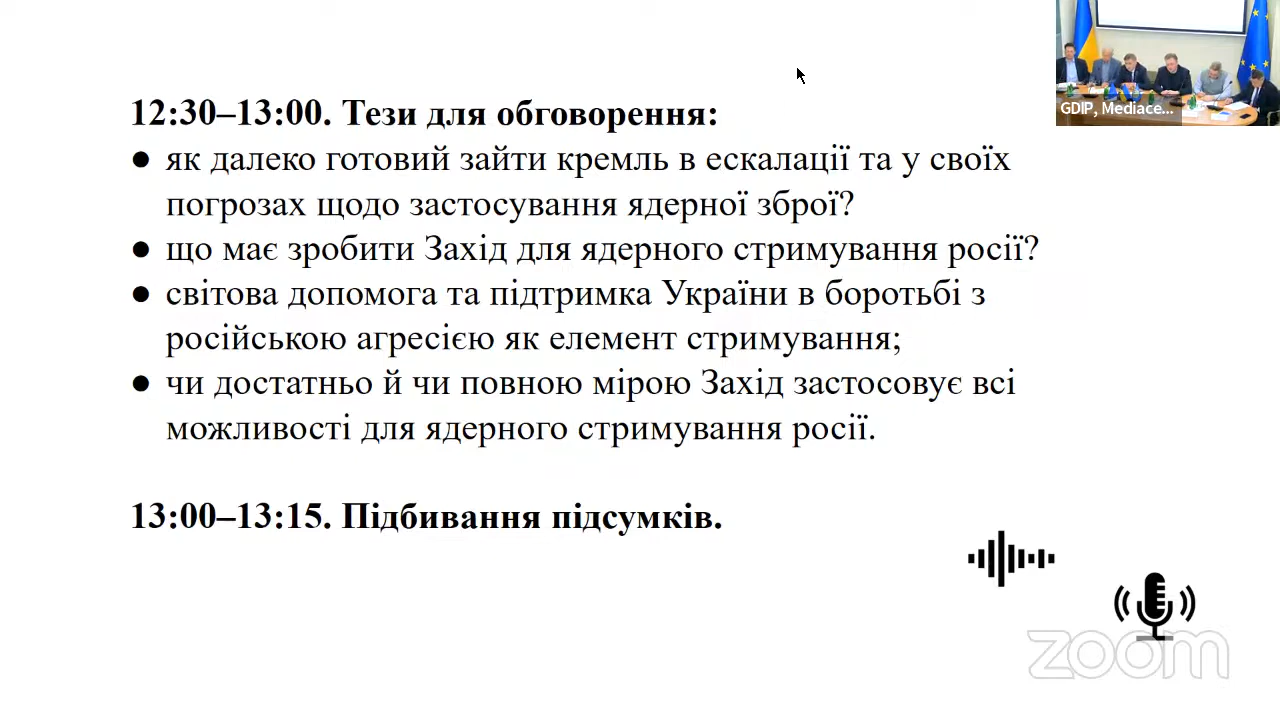 GDIP, Mediace...
12:30–13:00. Тези для обговорення:
● як далеко готовий зайти кремль в ескалації та у своїх
погрозах щодо застосування ядерної зброї?
● що має зробити Захід для ядерного стримування росії?
● світова допомога та підтримка України в боротьбі з
російською агресією як елемент стримування;
● чи достатньо й чи повною мірою Захід застосовує всі
можливості для ядерного стримування росії.
13:00–13:15. Підбивання підсумків.
zoom